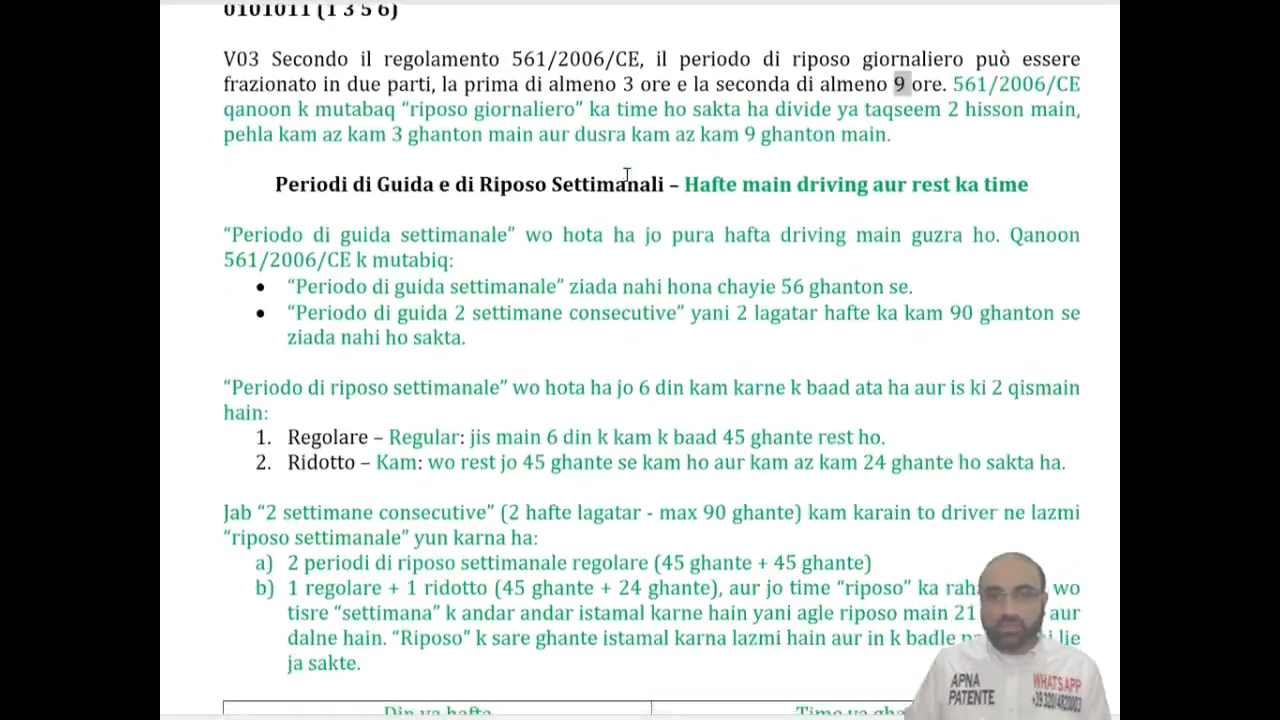 0101011 (1 3 5 6)
V03 Secondo il regolamento 561/2006/CE, il periodo di riposo giornaliero può essere
frazionato in due parti, la prima di almeno 3 ore e la seconda di almeno 9 ore. 561/2006/CE
qanoon k mutabaq “riposo giornaliero” ka time ho sakta ha divide ya taqseem 2 hisson main,
pehla kam az kam 3 ghanton main aur dusra kam az kam 9 ghanton main.
Periodi di Guida e di Riposo Settimanali – Hafte main driving aur rest ka time
“Periodo di guida settimanale” wo hota ha jo pura hafta driving main guzra ho. Qanoon
561/2006/CE k mutabiq:
• “Periodo di guida settimanale” ziada nahi hona chayie 56 ghanton se.
• “Periodo di guida 2 settimane consecutive” yani 2 lagatar hafte ka kam 90 ghanton se
ziada nahi ho sakta.
“Periodo di riposo settimanale” wo hota ha jo 6 din kam karne k baad ata ha aur is ki 2 qismain
hain:
1. Regolare – Regular: jis main 6 din k kam k baad 45 ghante rest ho.
2. Ridotto – Kam: wo rest jo 45 ghante se kam ho aur kam az kam 24 ghante ho sakta ha.
Jab “2 settimane consecutive” (2 hafte lagatar - max 90 ghante) kam karain to driver ne lazmi
“riposo settimanale” yun karna ha:
a) 2 periodi di riposo settimanale regolare (45 ghante + 45 ghante)
b) 1 regolare + 1 ridotto (45 ghante + 24 ghante), aur jo time “riposo” ka wo
tisre “settimana” k andar andar istamal karne hain yani agle riposo main 21 aur
dalne hain. “Riposo” k sare ghante istamal karna lazmi hain aur in k badle lie
ja sakte.
Din ya hafta
Time ya
APNA
PATENTE
WHATSAPP